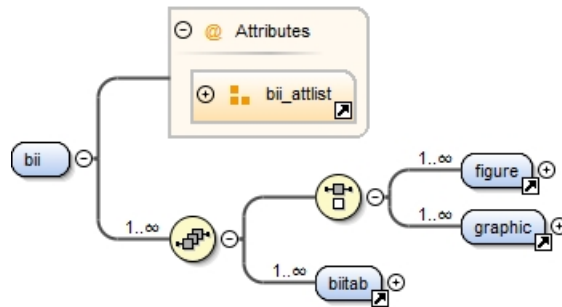 @ Attributes
bii_attlist
bii
1..∞
figure
1..∞
graphic
1..∞
1..∞
biitab